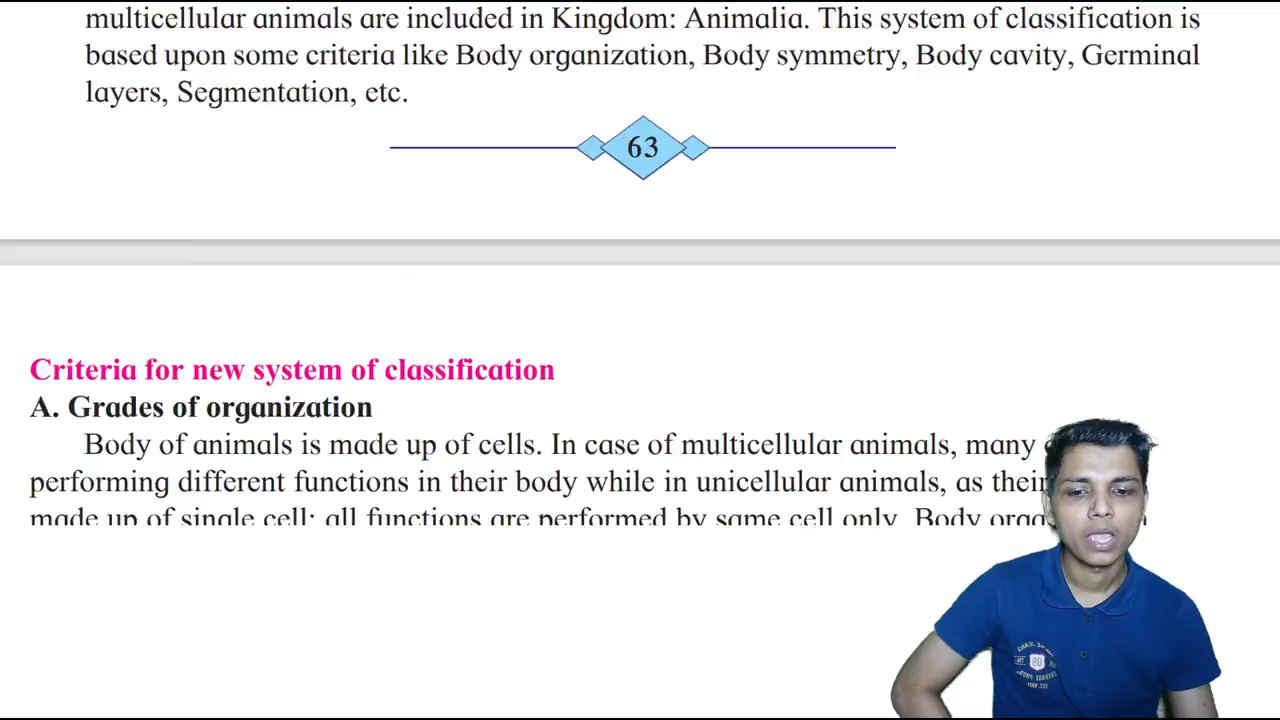 multicellular animals are included in Kingdom: Animalia. This system of classification is
based upon some criteria like Body organization, Body symmetry, Body cavity, Germinal
layers, Segmentation, etc.
63
Criteria for new system of classification
A. Grades of organization
Body of animals is made up of cells. In case of multicellular animals, many
performing different functions in their body while in unicellular animals, as their
made up of single cell; all functions are performed by same cell only. Body